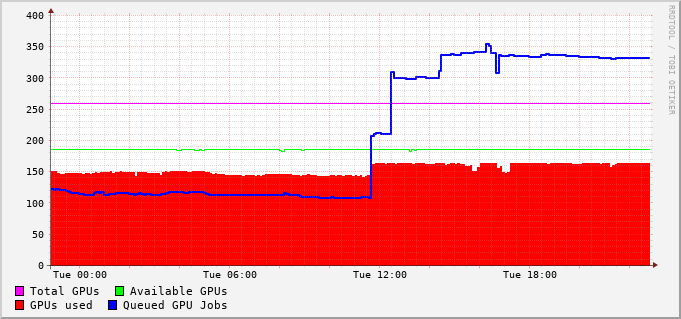 400
350
300
250
200
150
100
50
0
Tue 00:00 Tue 06:00 Tue 12:00 Tue 18:00
Total GPUs Available GPUs
GPUs used Queued GPU Jobs
RRDTOOL / TOBI OETIKER